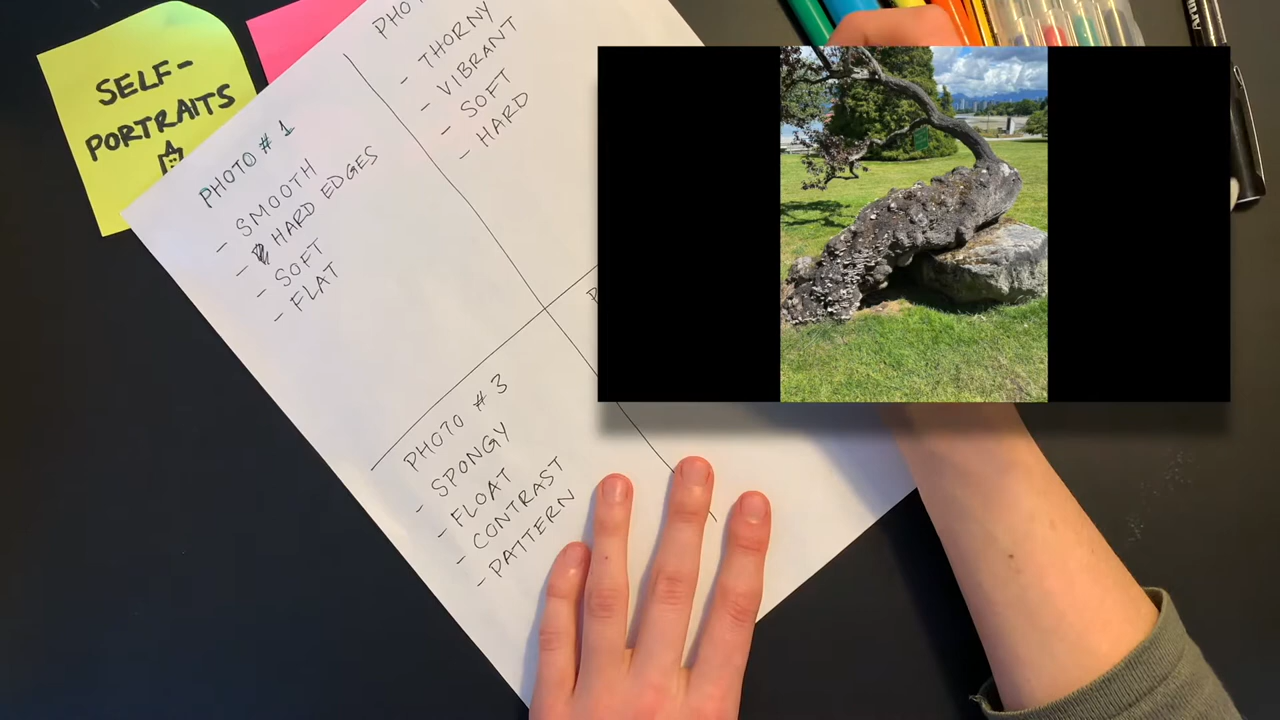 SELF-
PORTRAITS
PHOTO # 1
- SMOOTH
- HARD EDGES
- SOFT
- FLAT
- THORNY
- VIBRANT
- SOFT
- HARD
PHOTO # 3
- SPONGY
- FLOAT
- CONTRAST
- PATTERN